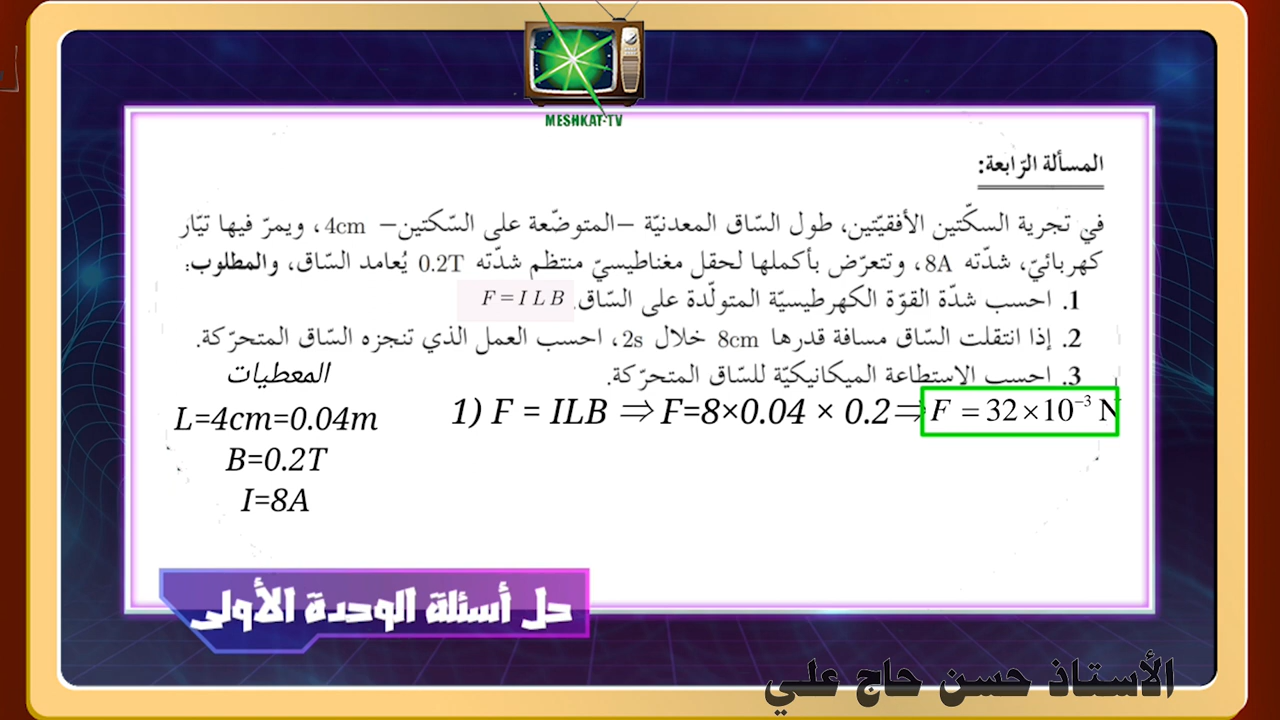 MESHKAT-TV
المسألة الرّابعة:
في تجربة السكّتين الأفقيّتين، طول السّاق المعدنيّة –المتوضّعة على السّكتين– 4cm، ويمرّ فيها تيّار
كهربائيّ، شدّته 8A، وتتعرّض بأكملها لحقل مغناطيسيّ منتظم شدّته 0.2T يُعامد السّاق، والمطلوب:
1. احسب شدّة القوّة الكهرطيسيّة المتولّدة على السّاق. F = I L B
2. إذا انتقلت السّاق مسافة قدرها 8cm خلال 2s، احسب العمل الذي تنجزه السّاق المتحرّكة.
3. احسب الاستطاعة الميكانيكيّة للسّاق المتحرّكة.
المعطيات
L=4cm=0.04m
B=0.2T
I=8A
1) F = ILB ⇒ F=8×0.04 × 0.2⇒ F = 32×10⁻³ N
حل أسئلة الوحدة الأولى
الأستاذ حسن حاج علي